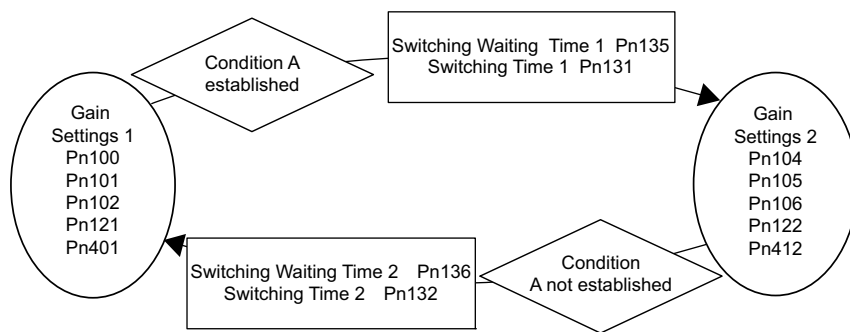 Condition A
established
Switching Waiting Time 1 Pn135
Switching Time 1 Pn131
Gain
Settings 1
Pn100
Pn101
Pn102
Pn121
Pn401
Gain
Settings 2
Pn104
Pn105
Pn106
Pn122
Pn412
Switching Waiting Time 2 Pn136
Switching Time 2 Pn132
Condition
A not established